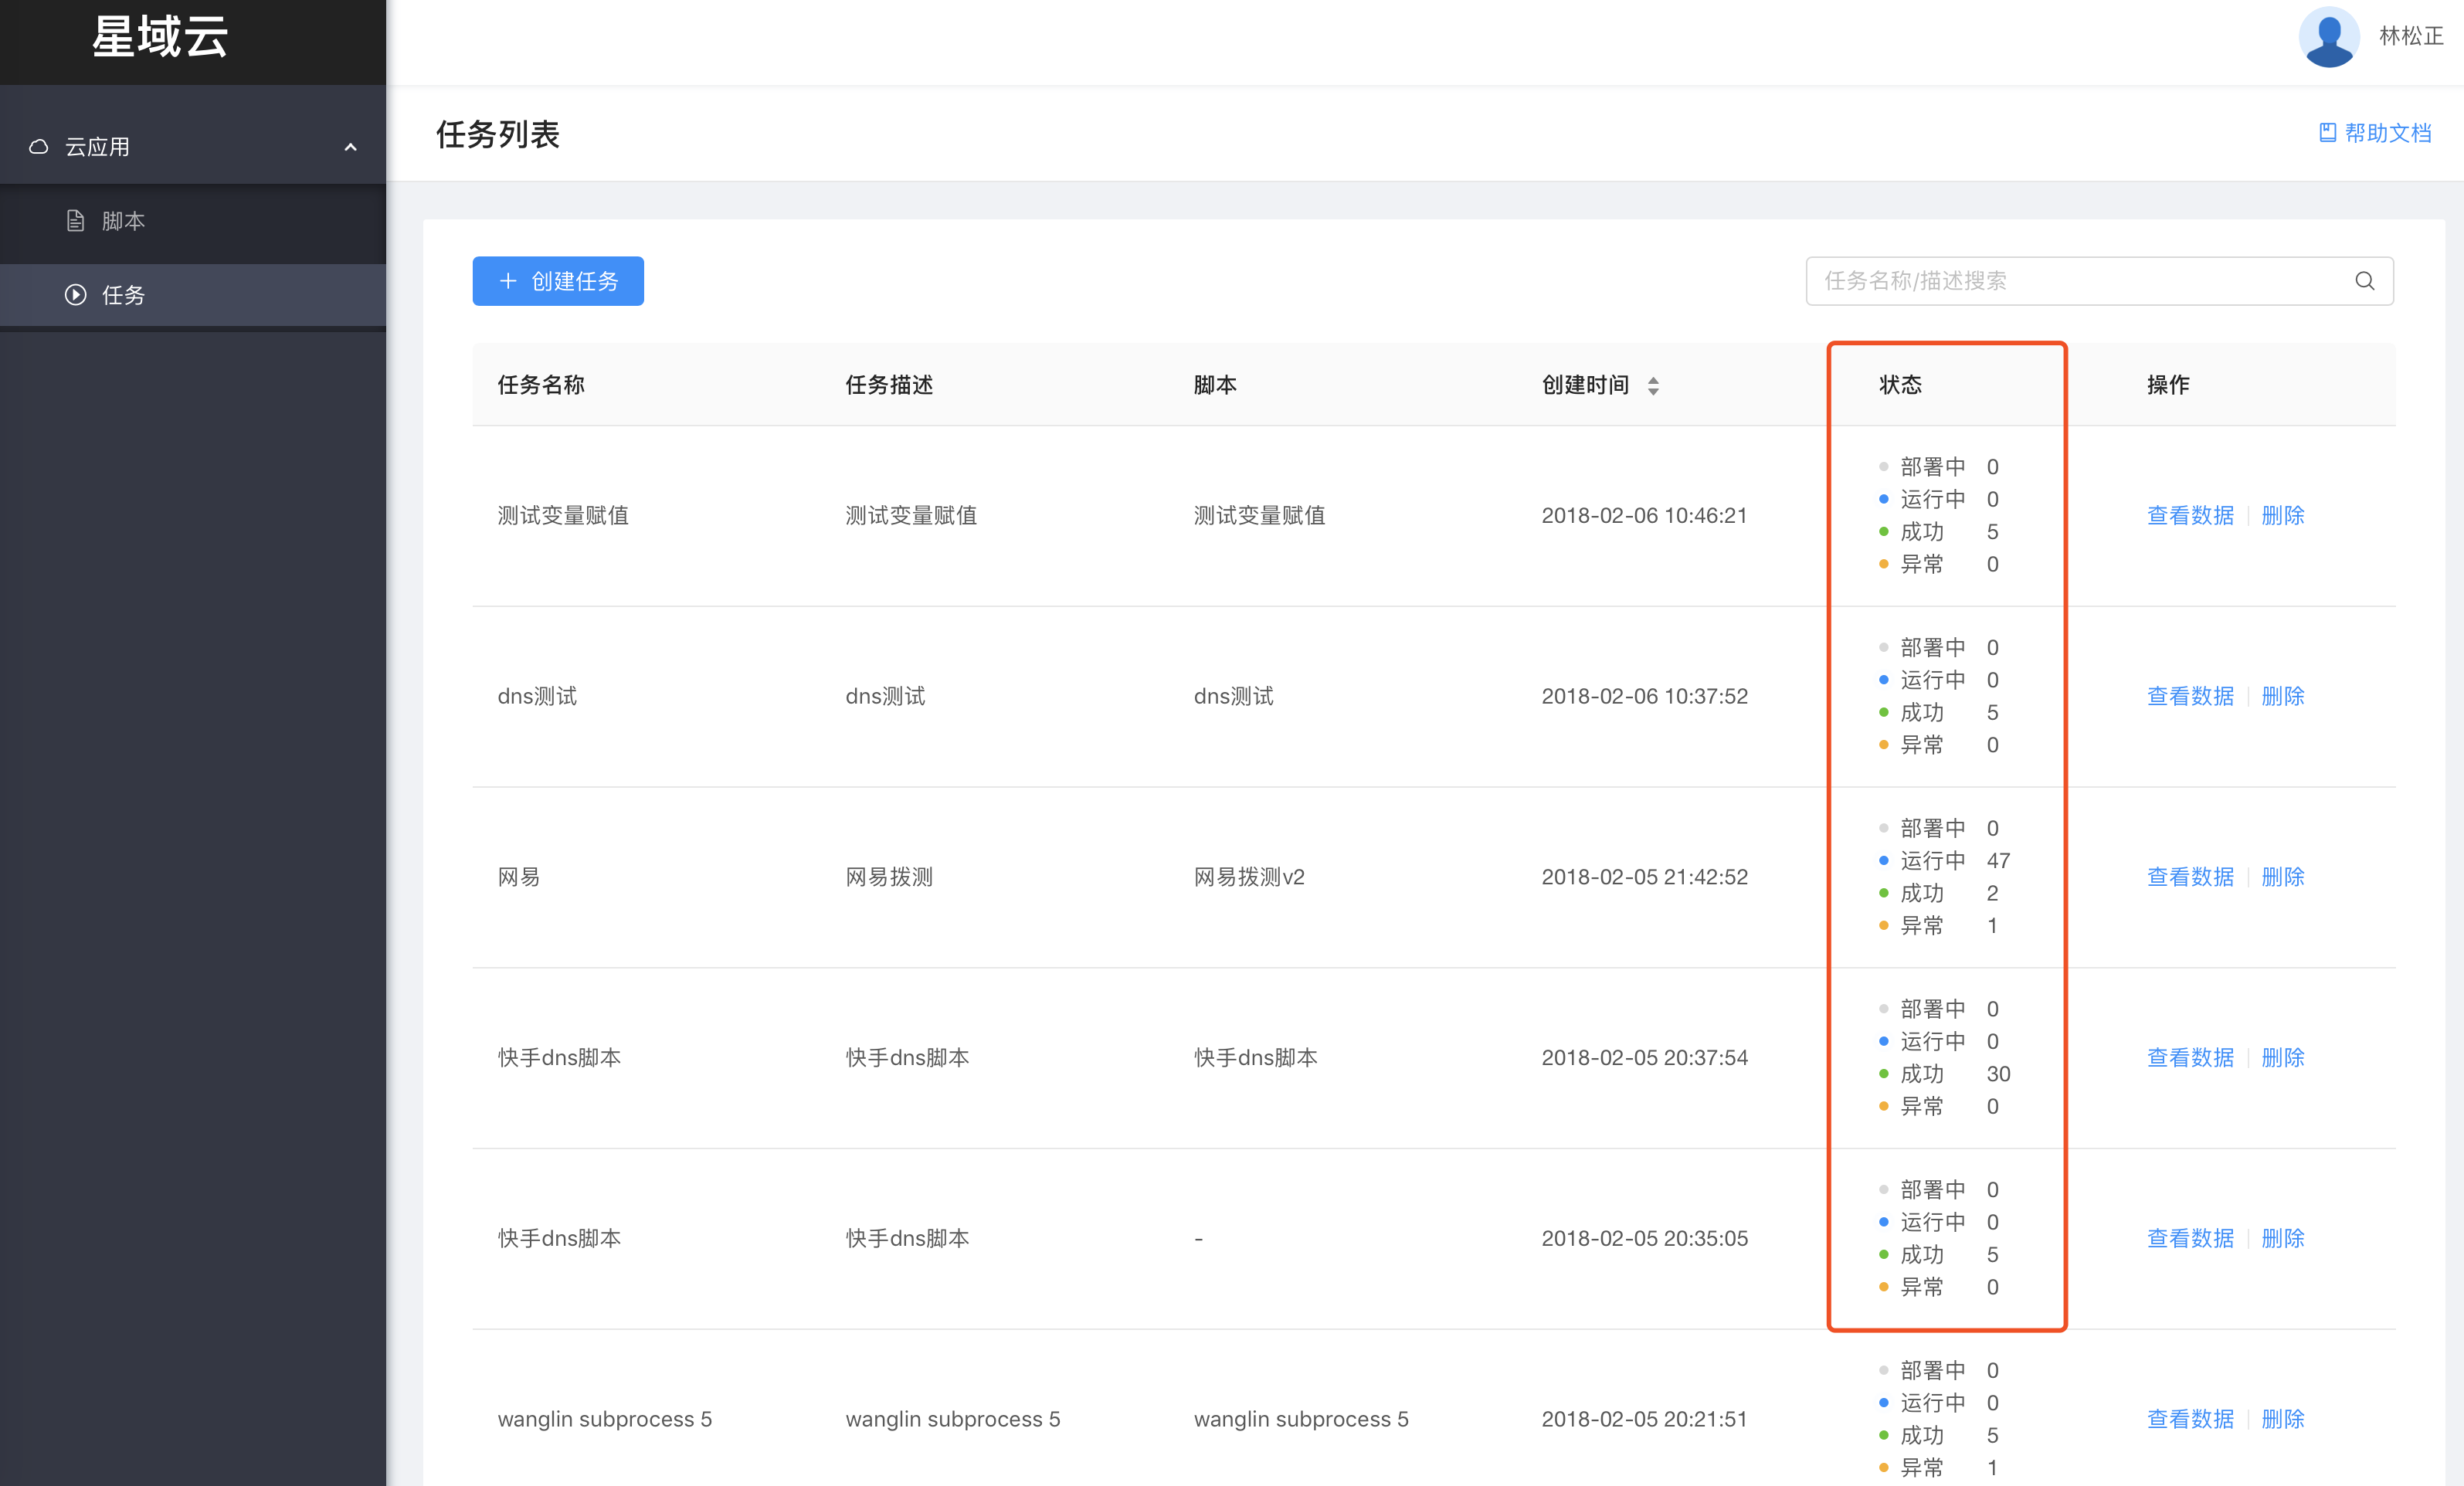 星域云
林松正
云应用
脚本
任务
任务列表
帮助文档
创建任务
任务名称/描述搜索
任务名称 任务描述 脚本 创建时间 状态 操作
测试变量赋值 测试变量赋值 测试变量赋值 2018-02-06 10:46:21
部署中 0
运行中 0
成功 5
异常 0
查看数据 删除
dns测试 dns测试 dns测试 2018-02-06 10:37:52
部署中 0
运行中 0
成功 5
异常 0
查看数据 删除
网易 网易拨测 网易拨测v2 2018-02-05 21:42:52
部署中 0
运行中 47
成功 2
异常 1
查看数据 删除
快手dns脚本 快手dns脚本 快手dns脚本 2018-02-05 20:37:54
部署中 0
运行中 0
成功 30
异常 0
查看数据 删除
快手dns脚本 快手dns脚本 - 2018-02-05 20:35:05
部署中 0
运行中 0
成功 5
异常 0
查看数据 删除
wanglin subprocess 5 wanglin subprocess 5 wanglin subprocess 5 2018-02-05 20:21:51
部署中 0
运行中 0
成功 5
异常 1
查看数据 删除